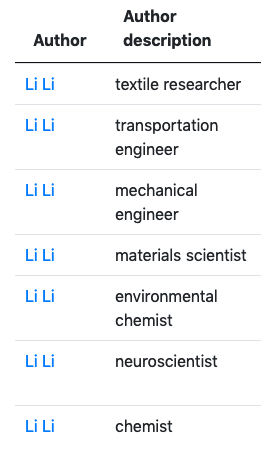 Author Author description
Li Li textile researcher
Li Li transportation engineer
Li Li mechanical engineer
Li Li materials scientist
Li Li environmental chemist
Li Li neuroscientist
Li Li chemist